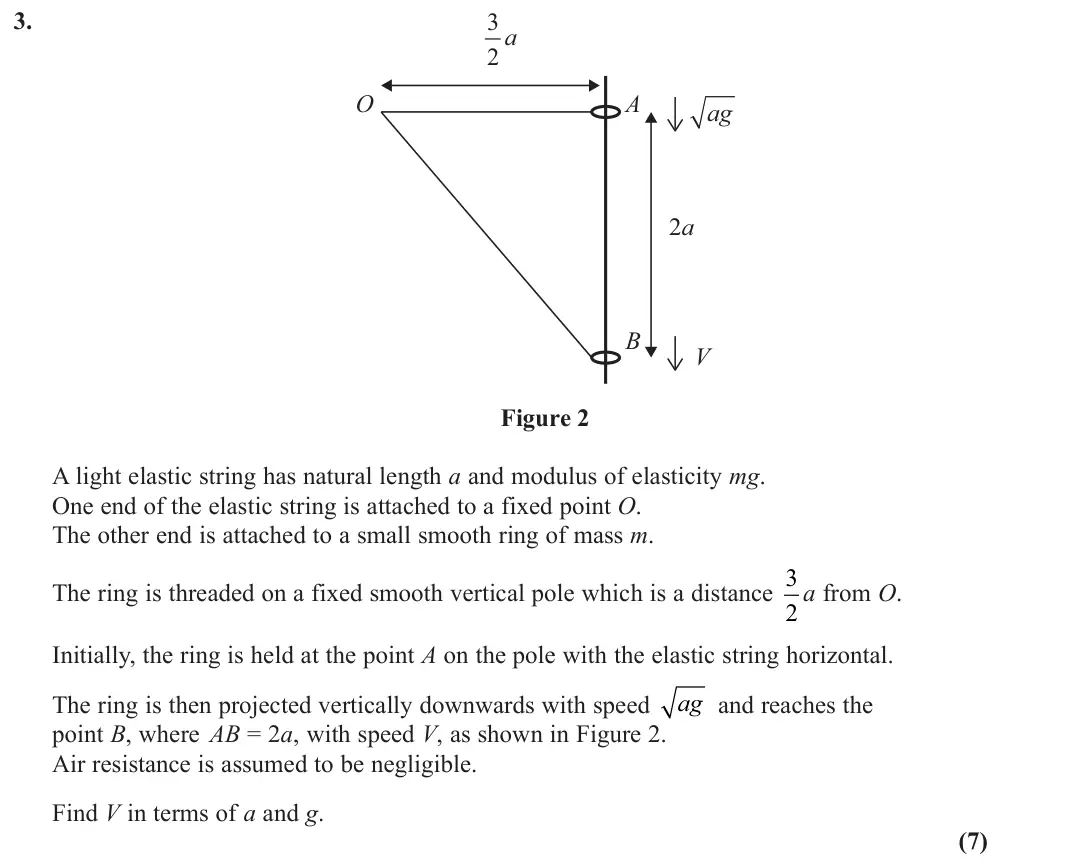 3.
3/2 a
O
A
↓ √ag
2a
B
↓ V
Figure 2
A light elastic string has natural length a and modulus of elasticity mg.
One end of the elastic string is attached to a fixed point O.
The other end is attached to a small smooth ring of mass m.
The ring is threaded on a fixed smooth vertical pole which is a distance 3/2 a from O.
Initially, the ring is held at the point A on the pole with the elastic string horizontal.
The ring is then projected vertically downwards with speed √ag and reaches the
point B, where AB = 2a, with speed V, as shown in Figure 2.
Air resistance is assumed to be negligible.
Find V in terms of a and g.
(7)